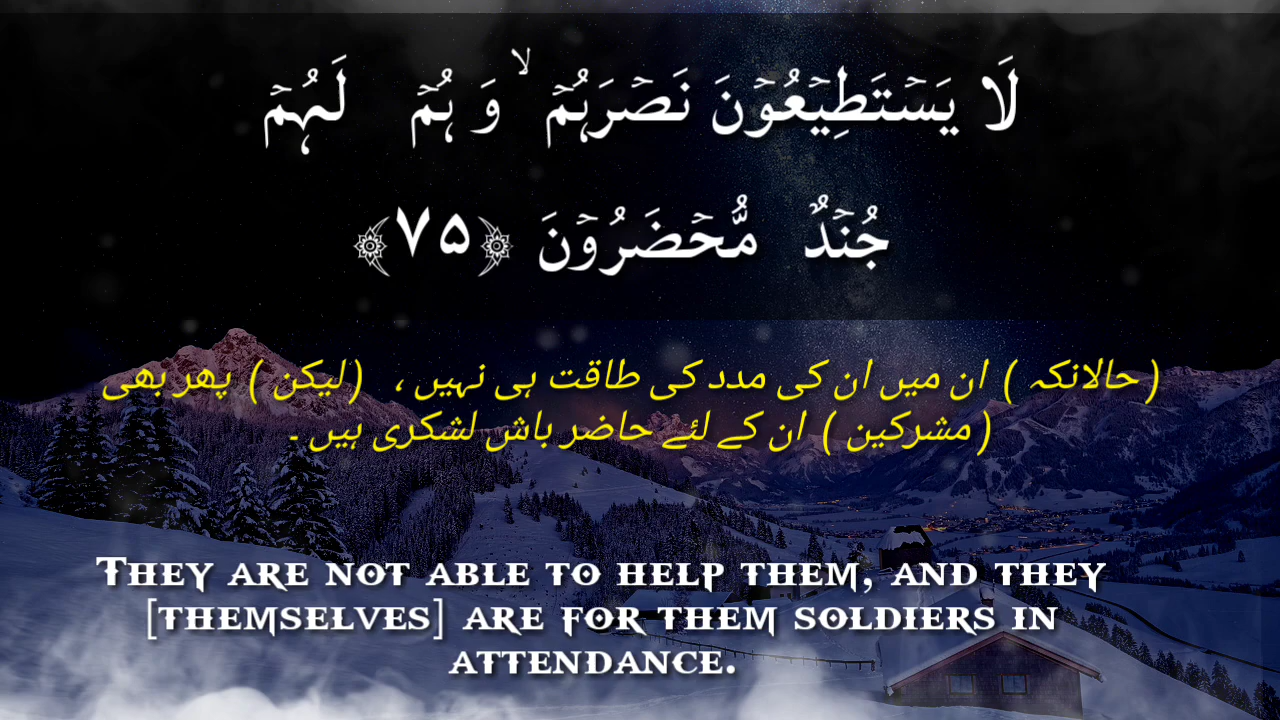 لَا یَسۡتَطِیۡعُوۡنَ نَصۡرَہُمۡ ۙ وَ ہُمۡ لَہُمۡ
جُنۡدٌ مُّحۡضَرُوۡنَ ﴿۷۵﴾
( حالانکہ ) ان میں ان کی مدد کی طاقت ہی نہیں ، ( لیکن ) پھر بھی
( مشرکین ) ان کے لئے حاضر باش لشکری ہیں ۔
They are not able to help them, and they
[themselves] are for them soldiers in
attendance.